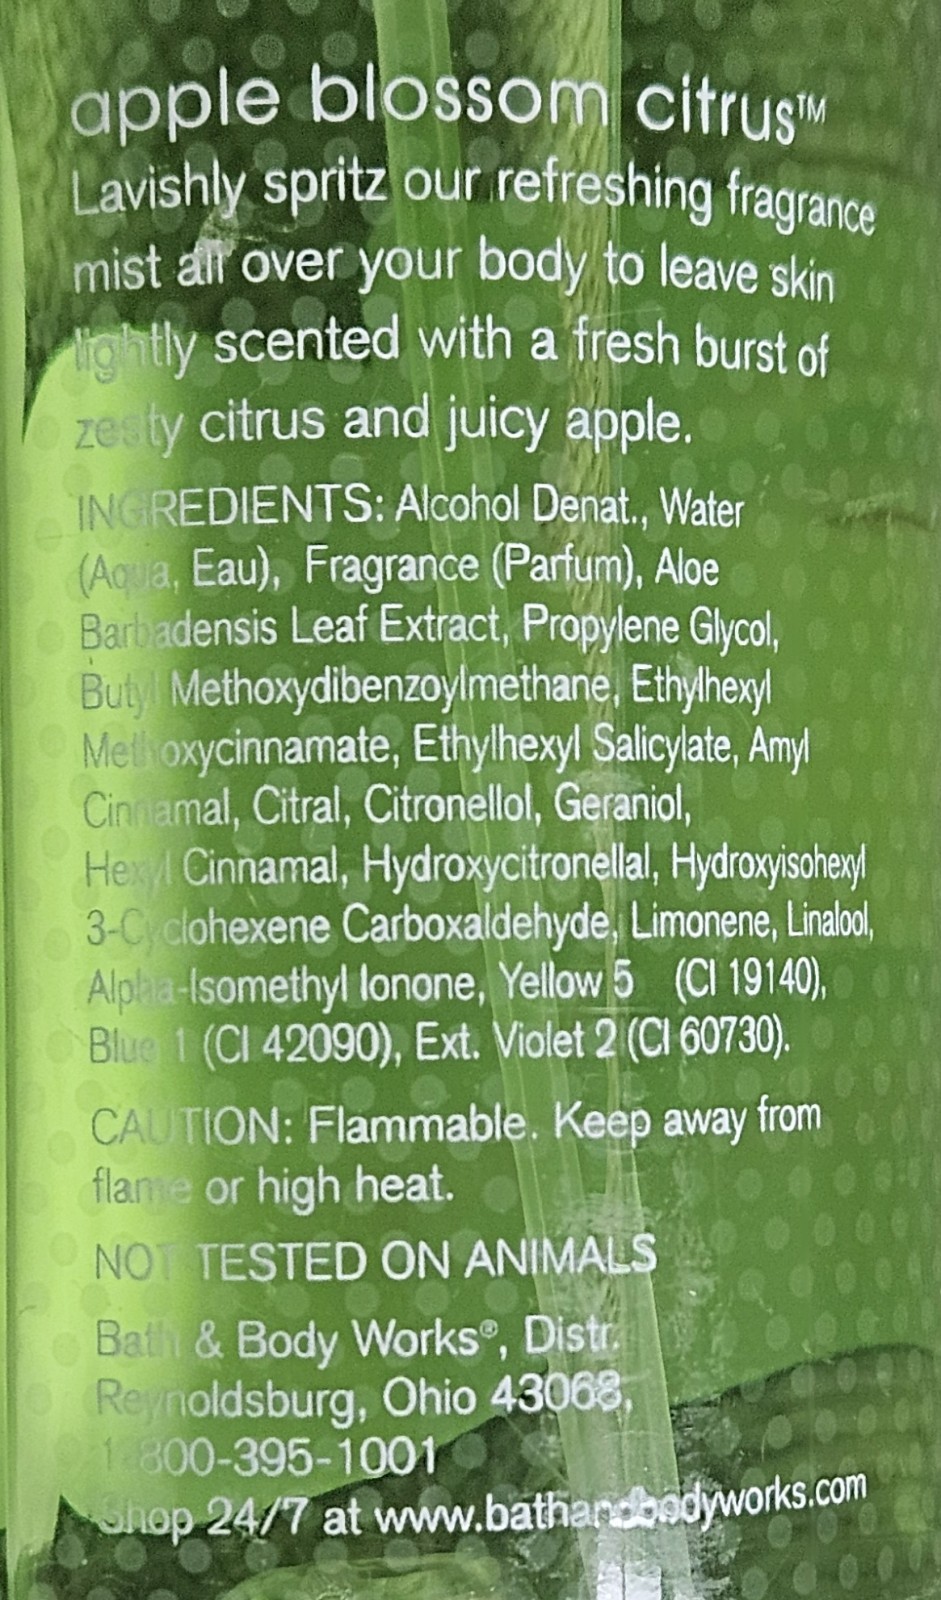 apple blossom citrus™
Lavishly spritz our refreshing fragrance
mist all over your body to leave skin
lightly scented with a fresh burst of
zesty citrus and juicy apple.
INGREDIENTS: Alcohol Denat., Water
(Aqua, Eau), Fragrance (Parfum), Aloe
Barbadensis Leaf Extract, Propylene Glycol,
Butyl Methoxydibenzoylmethane, Ethylhexyl
Methoxycinnamate, Ethylhexyl Salicylate, Amyl
Cinnamal, Citral, Citronellol, Geraniol,
Hexyl Cinnamal, Hydroxycitronellal, Hydroxyisohexyl
3-Cyclohexene Carboxaldehyde, Limonene, Linalool,
Alpha-Isomethyl Ionone, Yellow 5 (CI 19140),
Blue 1 (CI 42090), Ext. Violet 2 (CI 60730).
CAUTION: Flammable. Keep away from
flame or high heat.
NOT TESTED ON ANIMALS
Bath & Body Works®, Distr.
Reynoldsburg, Ohio 43068,
1-800-395-1001
Shop 24/7 at www.bathandbodyworks.com